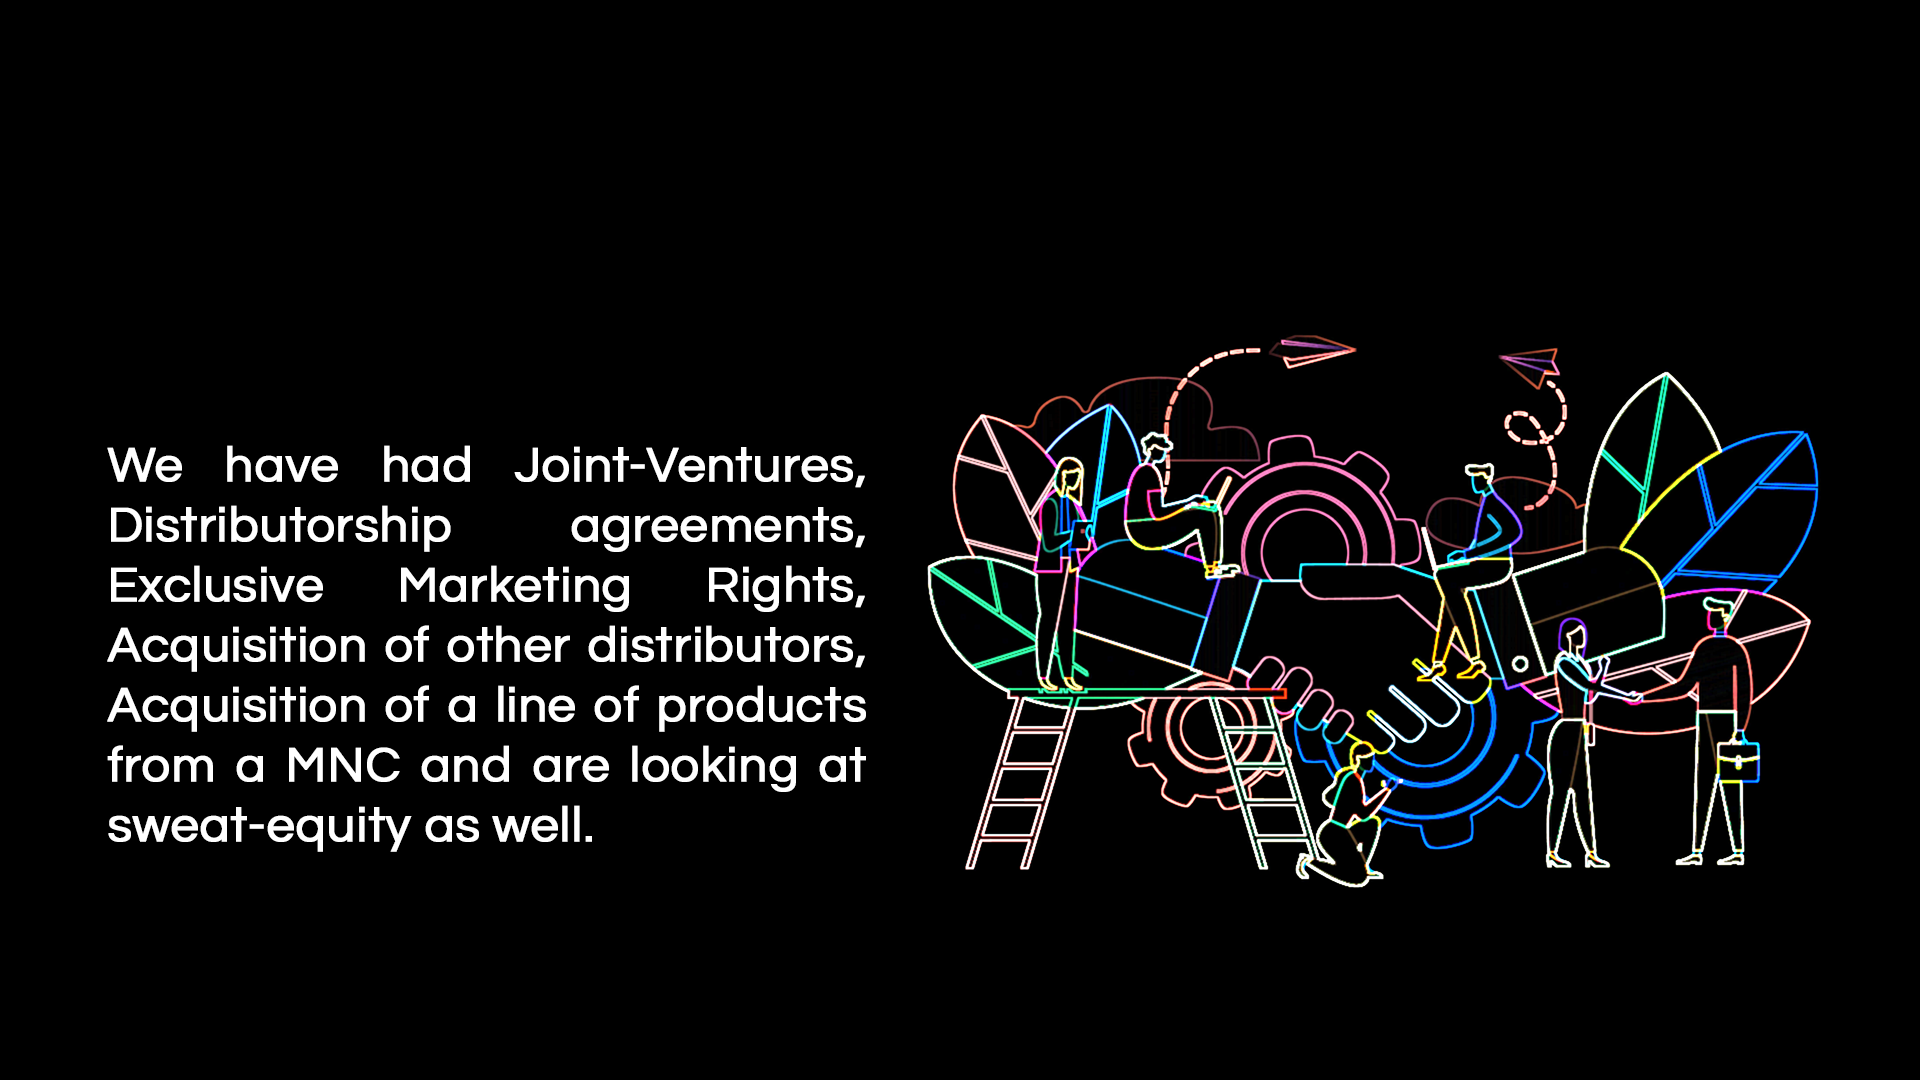 We have had Joint-Ventures,
Distributorship agreements,
Exclusive Marketing Rights,
Acquisition of other distributors,
Acquisition of a line of products
from a MNC and are looking at
sweat-equity as well.